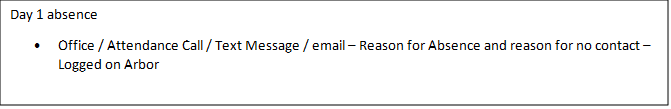 Day 1 absence
• Office / Attendance Call / Text Message / email – Reason for Absence and reason for no contact –
Logged on Arbor